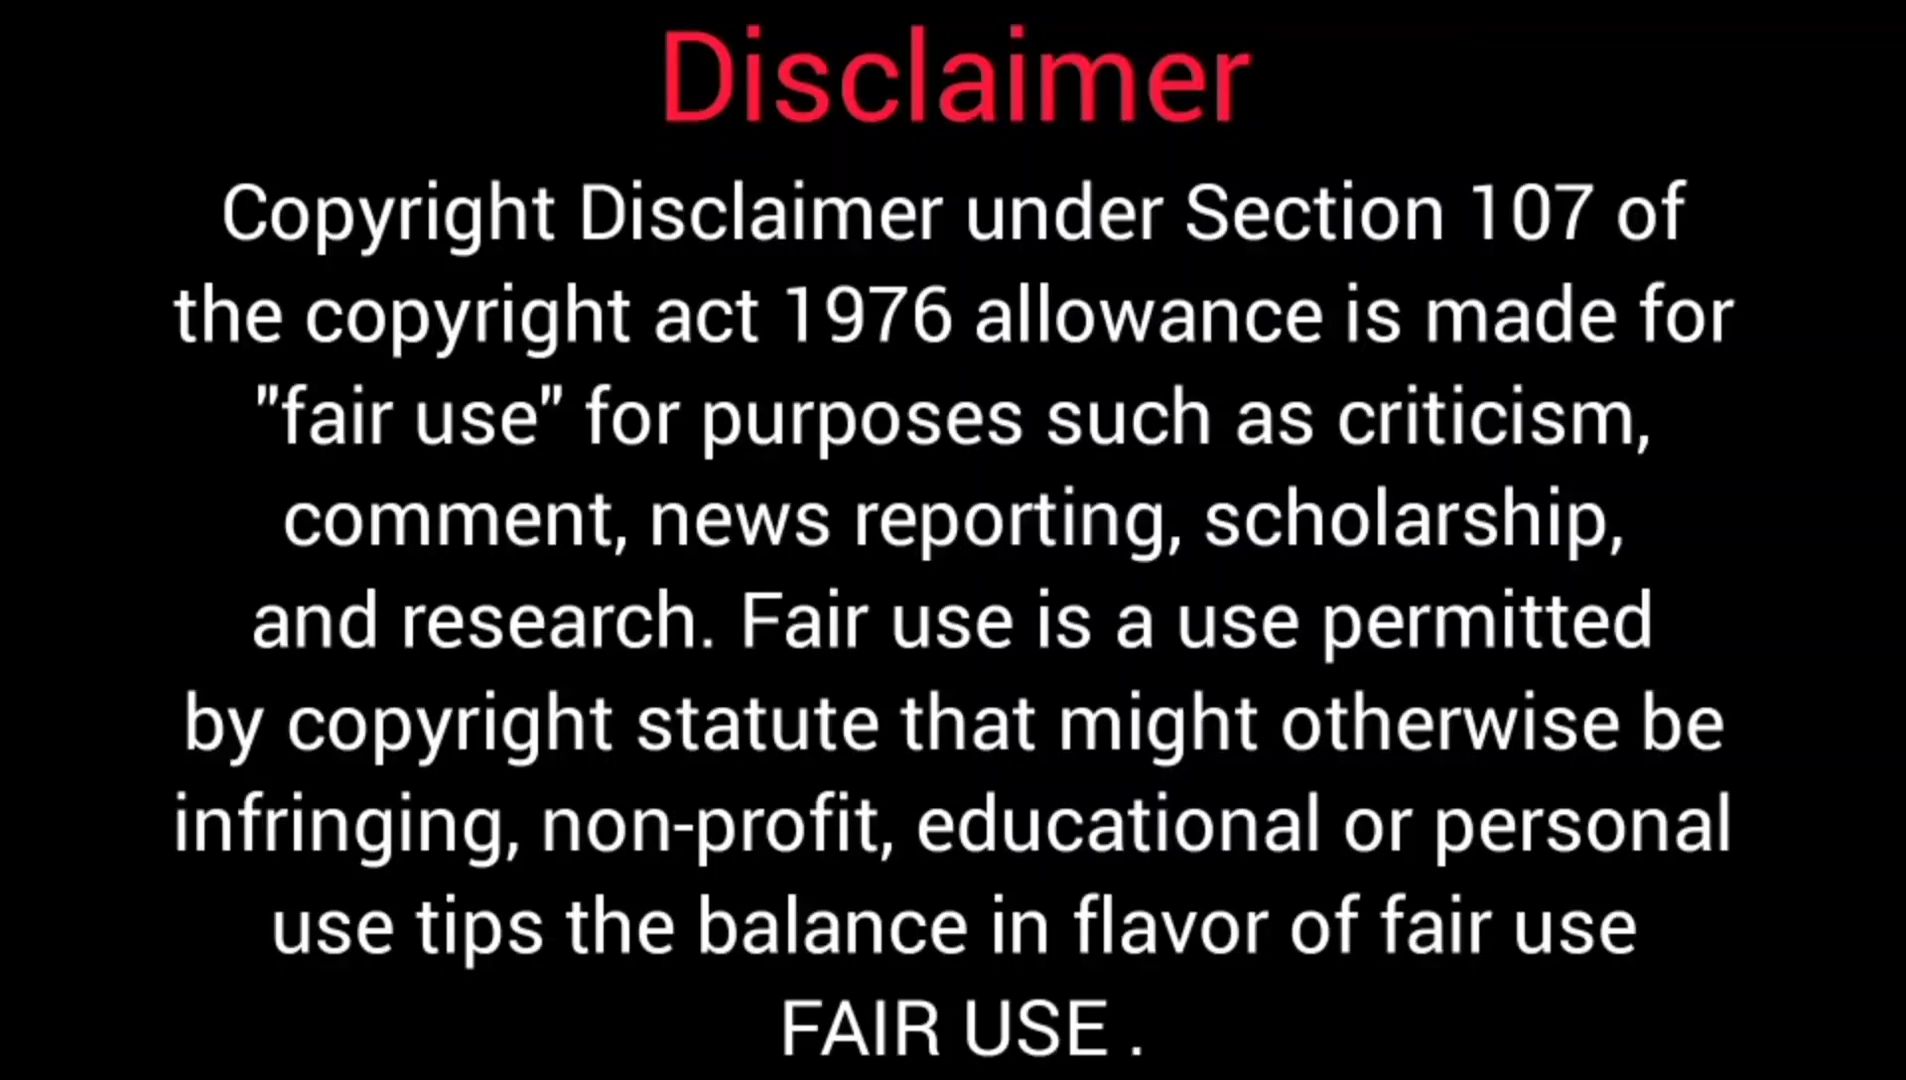 Disclaimer
Copyright Disclaimer under Section 107 of
the copyright act 1976 allowance is made for
"fair use" for purposes such as criticism,
comment, news reporting, scholarship,
and research. Fair use is a use permitted
by copyright statute that might otherwise be
infringing, non-profit, educational or personal
use tips the balance in flavor of fair use
FAIR USE .